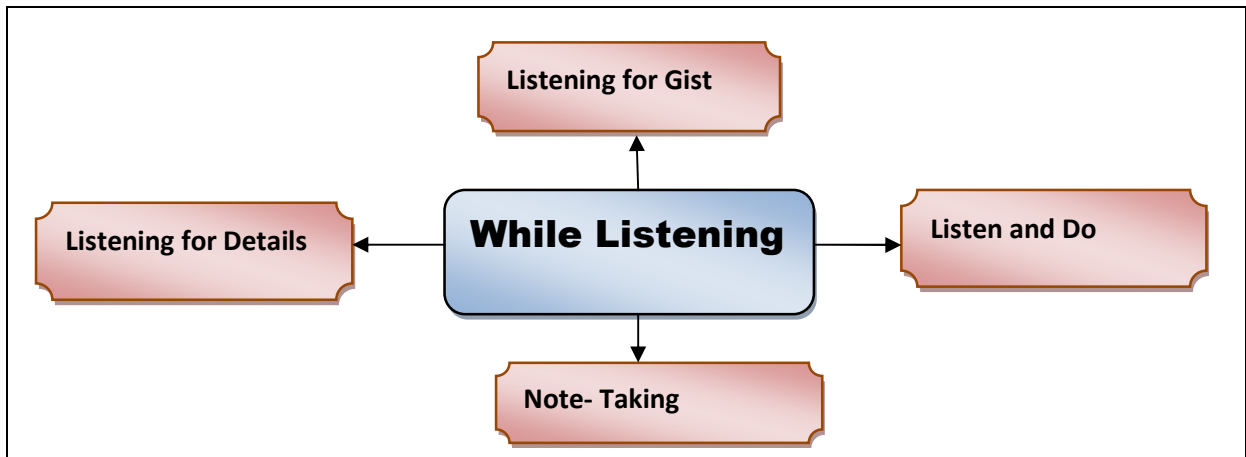 Listening for Gist
Listening for Details
While Listening
Listen and Do
Note- Taking